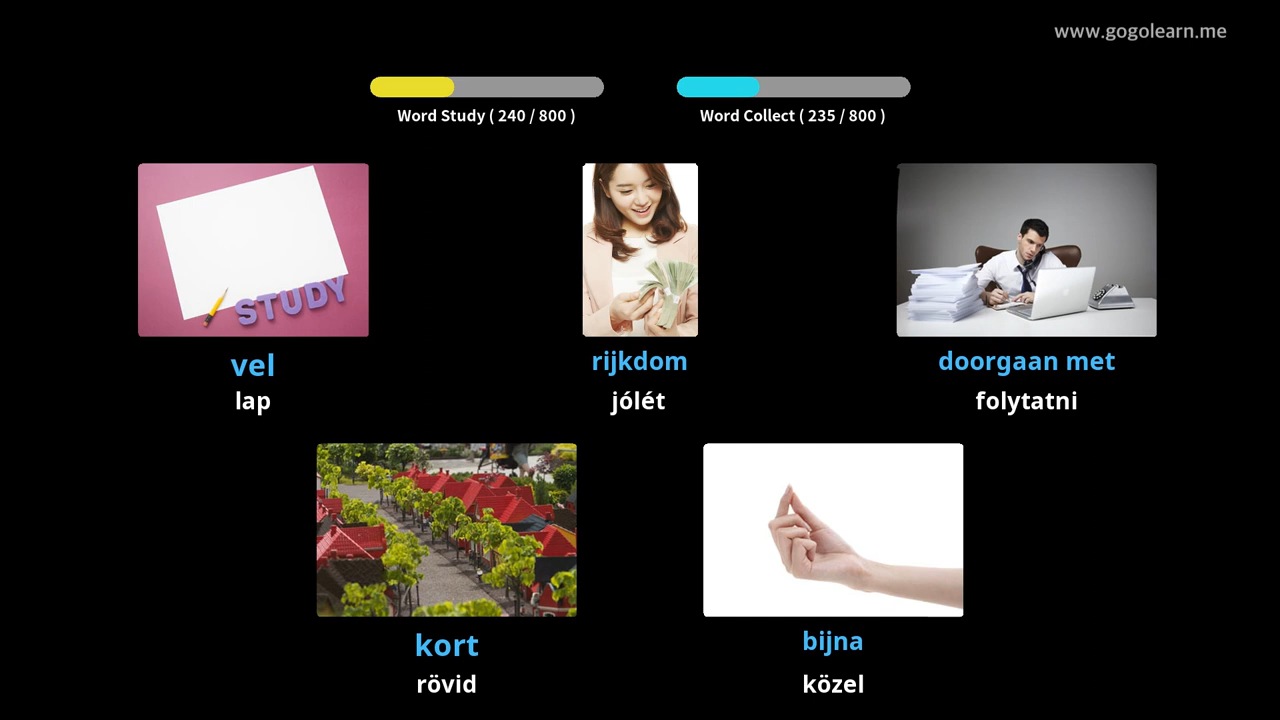 www.gogolearn.me
Word Study ( 240 / 800 )
Word Collect ( 235 / 800 )
STUDY
vel
lap
rijkdom
jólét
doorgaan met
folytatni
kort
rövid
bijna
közel